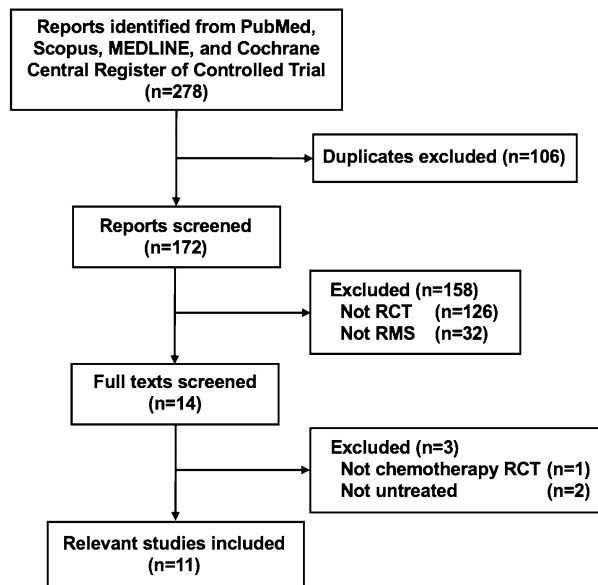 Reports identified from PubMed,
Scopus, MEDLINE, and Cochrane
Central Register of Controlled Trial
(n=278)
Duplicates excluded (n=106)
Reports screened
(n=172)
Excluded (n=158)
Not RCT (n=126)
Not RMS (n=32)
Full texts screened
(n=14)
Excluded (n=3)
Not chemotherapy RCT (n=1)
Not untreated (n=2)
Relevant studies included
(n=11)